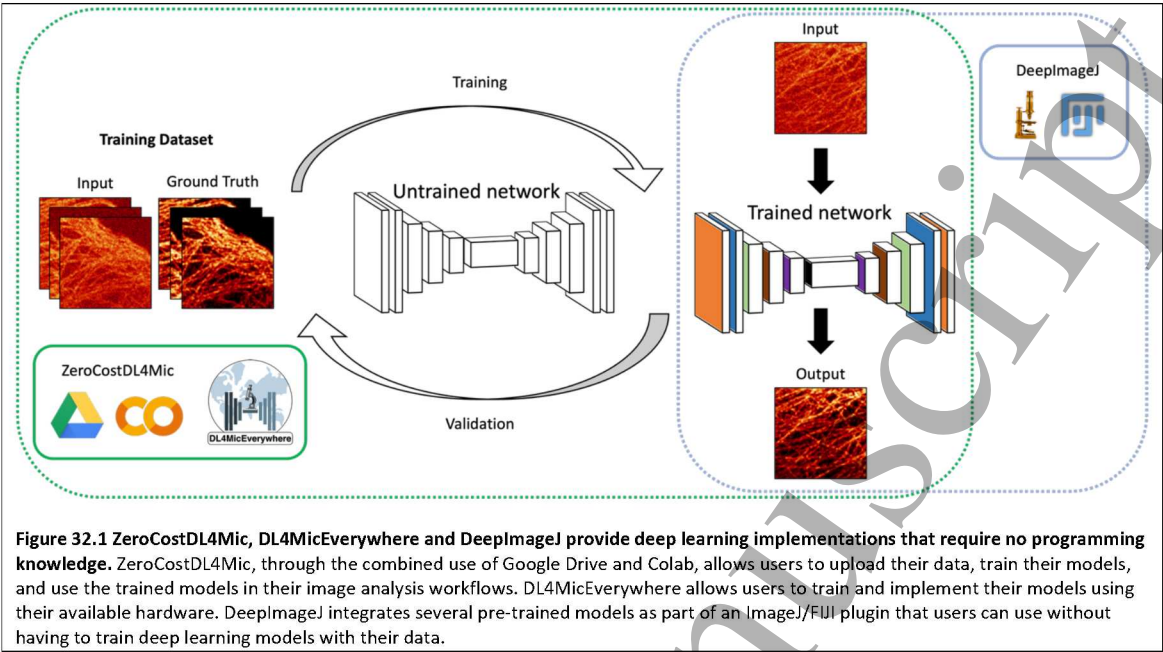 Input
DeepImageJ
Training
Training Dataset
Input
Ground Truth
Untrained network
Trained network
ZeroCostDL4Mic
DL4MicEverywhere
Output
Validation
Figure 32.1 ZeroCostDL4Mic, DL4MicEverywhere and DeepImageJ provide deep learning implementations that require no programming
knowledge. ZeroCostDL4Mic, through the combined use of Google Drive and Colab, allows users to upload their data, train their models,
and use the trained models in their image analysis workflows. DL4MicEverywhere allows users to train and implement their models using
their available hardware. DeepImageJ integrates several pre-trained models as part of an ImageJ/FIJI plugin that users can use without
having to train deep learning models with their data.
nuscript